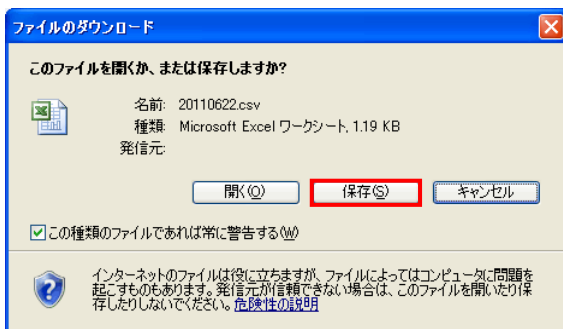 ファイルのダウンロード
このファイルを開くか、または保存しますか?
名前: 20110622.csv
種類: Microsoft Excel ワークシート, 1.19 KB
発信元:
開く(O) 保存(S) キャンセル
この種類のファイルであれば常に警告する(W)
インターネットのファイルは役に立ちますが、ファイルによってはコンピュータに問題を
起こすものもあります。発信元が信頼できない場合は、このファイルを開いたり保
存したりしないでください。危険性の説明